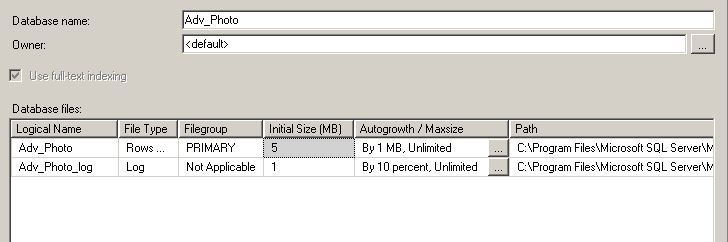 Database name: Adv_Photo
Owner: <default> ...
Use full-text indexing
Database files:
Logical Name File Type Filegroup Initial Size (MB) Autogrowth / Maxsize Path
Adv_Photo Rows ... PRIMARY 5 By 1 MB, Unlimited ... C:\Program Files\Microsoft SQL Server\M
Adv_Photo_log Log Not Applicable 1 By 10 percent, Unlimited ... C:\Program Files\Microsoft SQL Server\M